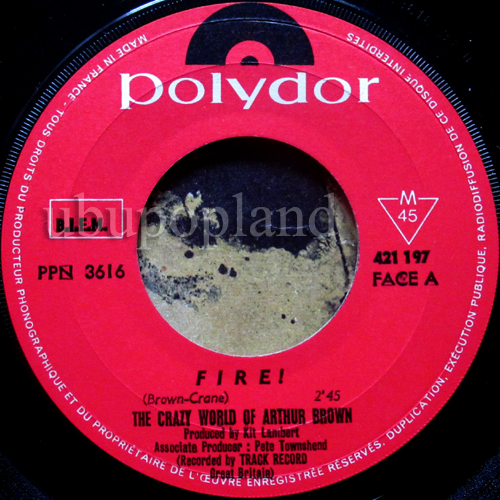 polydor
MADE IN FRANCE - TOUS DROITS DU PRODUCTEUR PHONOGRAPHIQUE ET DU PROPRIÉTAIRE DE L'ŒUVRE ENREGISTRÉE RÉSERVÉS. DUPLICATION, EXÉCUTION PUBLIQUE, RADIODIFFUSION DE CE DISQUE INTERDITES
B.I.E.M.
M
45
ubupopland
PPN 3616
421 197
FACE A
FIRE!
(Brown-Crane) 2'45
THE CRAZY WORLD OF ARTHUR BROWN
Produced by Kit Lambert
Associate Producer : Pete Townshend
(Recorded by TRACK RECORD
Great Britain)